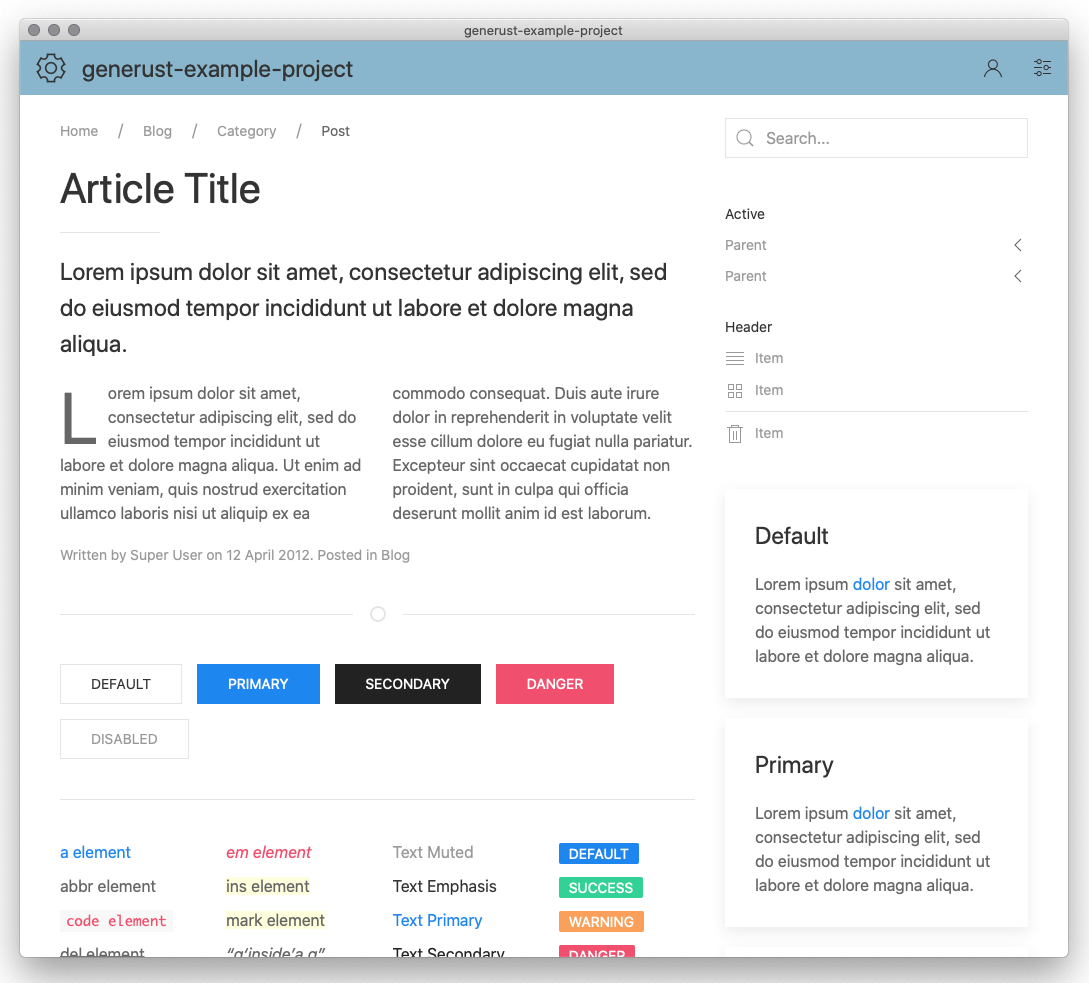 generust-example-project
generust-example-project
Home / Blog / Category / Post
Article Title
Lorem ipsum dolor sit amet, consectetur adipiscing elit, sed
do eiusmod tempor incididunt ut labore et dolore magna
aliqua.
Lorem ipsum dolor sit amet,
consectetur adipiscing elit, sed do
eiusmod tempor incididunt ut
labore et dolore magna aliqua. Ut enim ad
minim veniam, quis nostrud exercitation
ullamco laboris nisi ut aliquip ex ea
commodo consequat. Duis aute irure
dolor in reprehenderit in voluptate velit
esse cillum dolore eu fugiat nulla pariatur.
Excepteur sint occaecat cupidatat non
proident, sunt in culpa qui officia
deserunt mollit anim id est laborum.
Written by Super User on 12 April 2012. Posted in Blog
DEFAULT
PRIMARY
SECONDARY
DANGER
DISABLED
a element
em element
Text Muted
DEFAULT
abbr element
ins element
Text Emphasis
SUCCESS
code element
mark element
Text Primary
WARNING
del element
“q‘inside’a q”
Text Secondary
DANGER
Search...
Active
Parent
Parent
Header
Item
Item
Item
Default
Lorem ipsum dolor sit amet,
consectetur adipiscing elit, sed
do eiusmod tempor incididunt ut
labore et dolore magna aliqua.
Primary
Lorem ipsum dolor sit amet,
consectetur adipiscing elit, sed
do eiusmod tempor incididunt ut
labore et dolore magna aliqua.